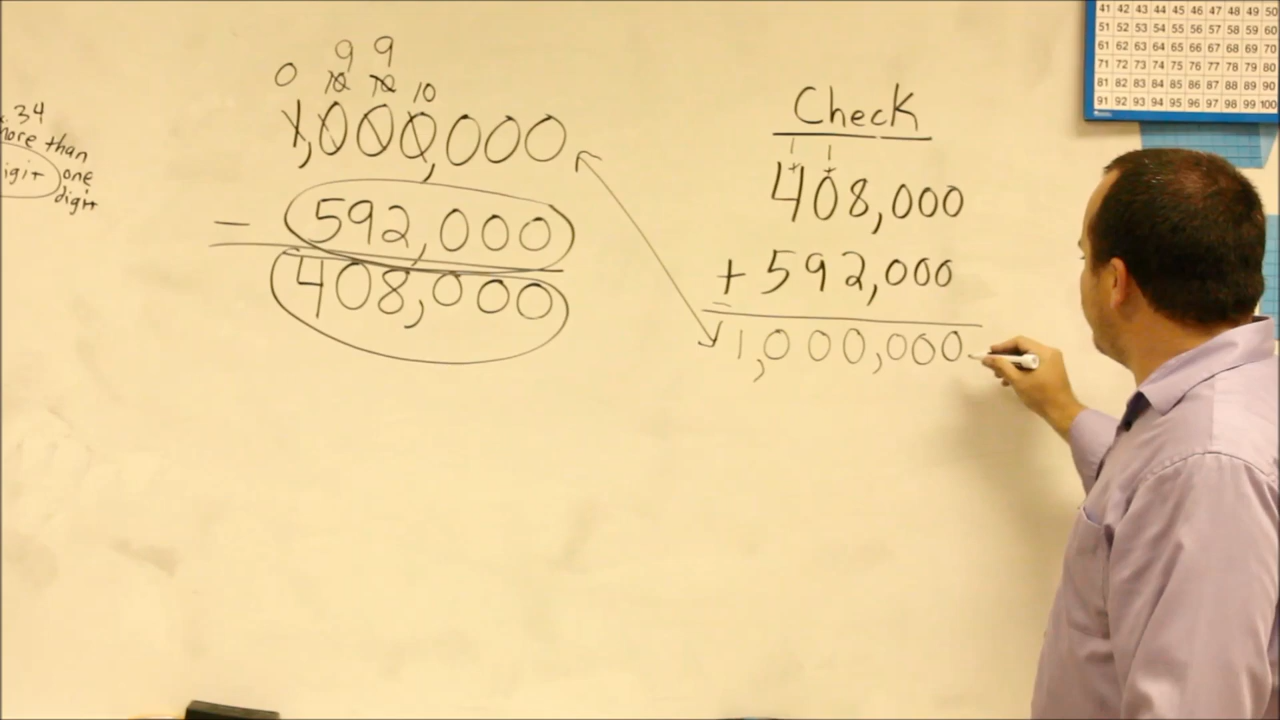 .34
more than
one
digit
digit
9 9
0 10 10 10
1,000,000
- 592,000
408,000
Check
1 1
408,000
+ 592,000
1,000,000
41 42 43 44 45 46 47 48 49 50
51 52 53 54 55 56 57 58 59 60
61 62 63 64 65 66 67 68 69 70
71 72 73 74 75 76 77 78 79 80
81 82 83 84 85 86 87 88 89 90
91 92 93 94 95 96 97 98 99 100